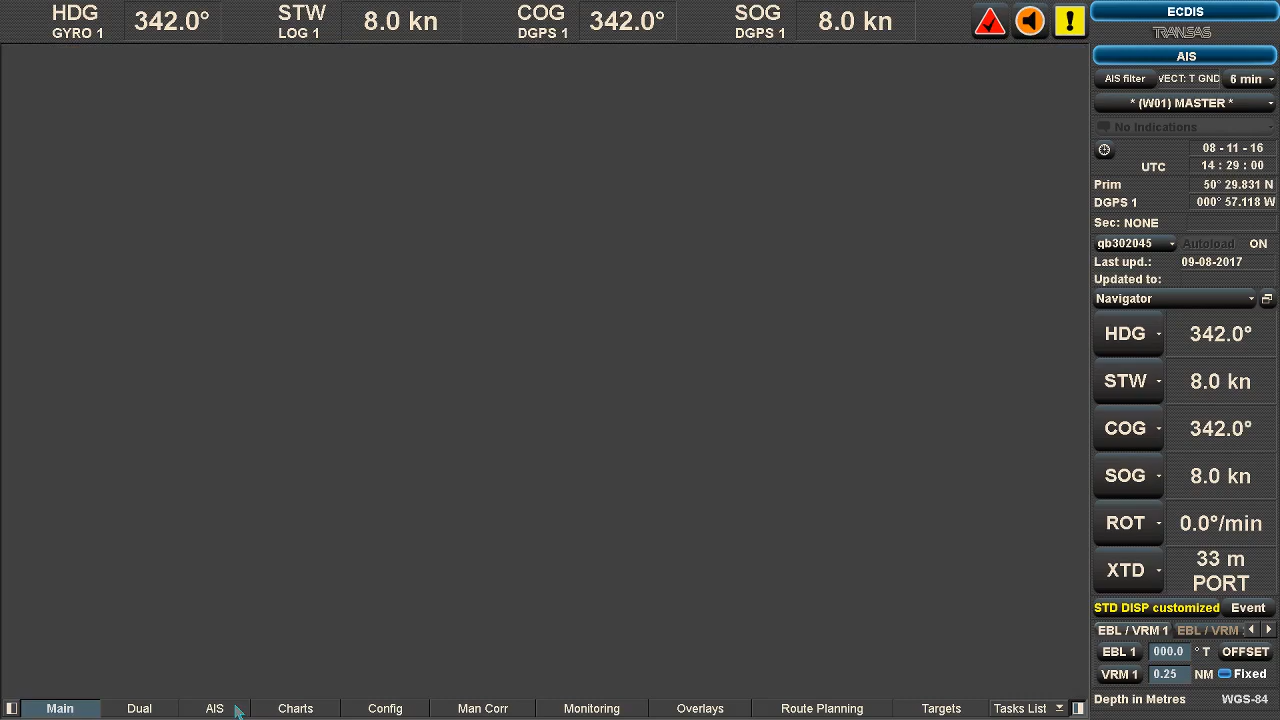 HDG 342.0° STW 8.0 kn COG 342.0° SOG 8.0 kn
GYRO 1 LOG 1 DGPS 1 DGPS 1
ECDIS
TRANSAS
AIS
AIS filter VECT: T GND 6 min
* (W01) MASTER *
No Indications
08 - 11 - 16
UTC 14 : 29 : 00
Prim 50° 29.831 N
DGPS 1 000° 57.118 W
Sec: NONE
gb302045 Autoload ON
Last upd.: 09-08-2017
Updated to:
Navigator
HDG 342.0°
STW 8.0 kn
COG 342.0°
SOG 8.0 kn
ROT 0.0°/min
XTD 33 m
PORT
STD DISP customized Event
EBL / VRM 1 EBL / VRM
EBL 1 000.0 ° T OFFSET
VRM 1 0.25 NM Fixed
Depth in Metres WGS-84
Main Dual AIS Charts Config Man Corr Monitoring Overlays Route Planning Targets Tasks List